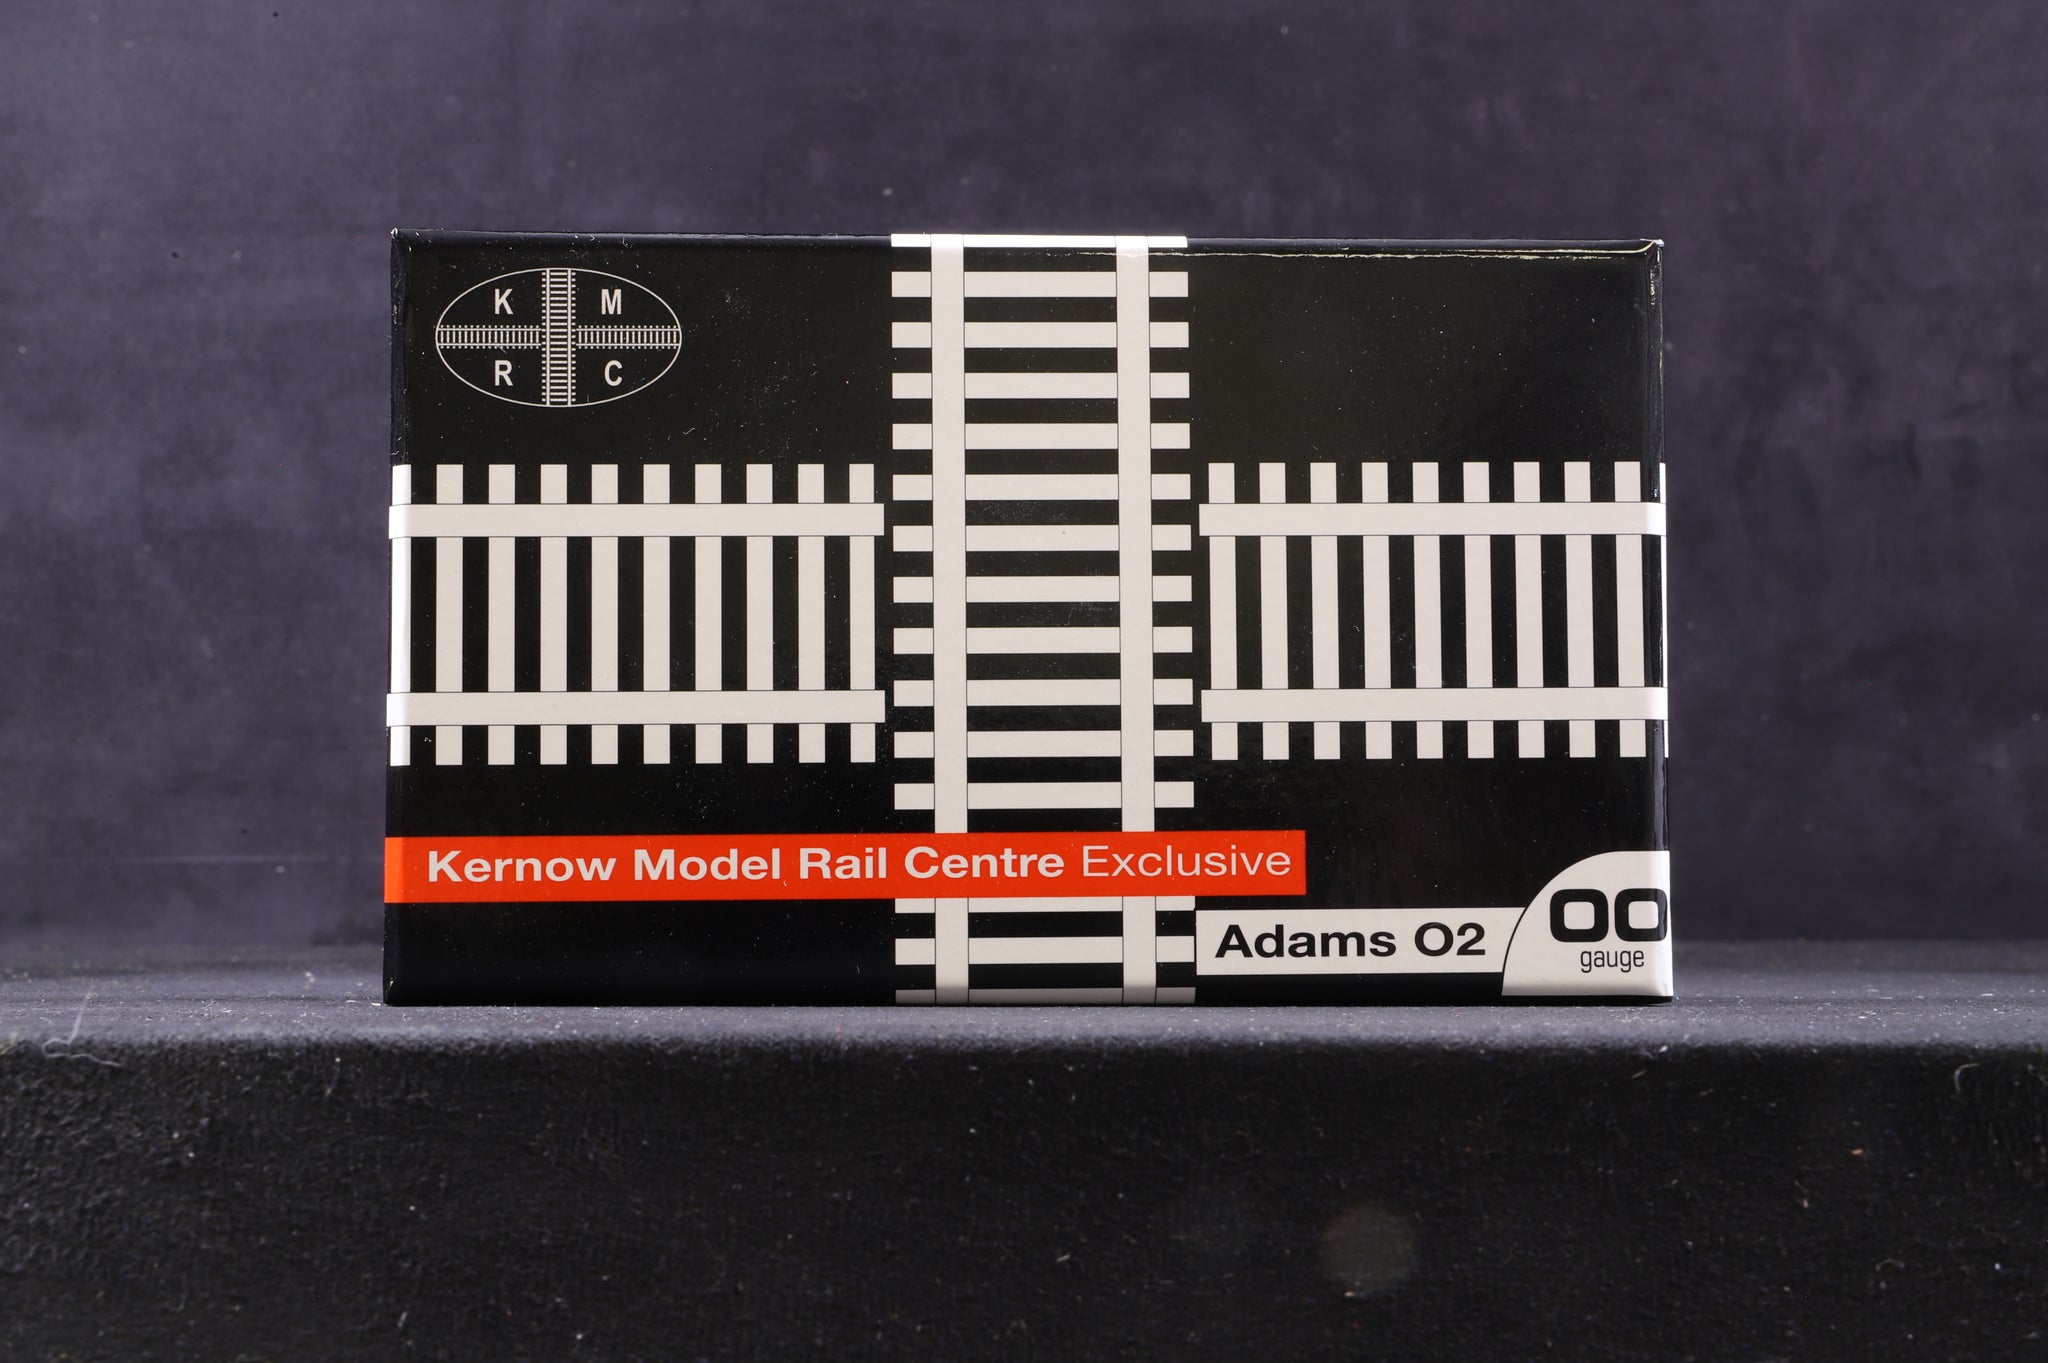 K M
R C
Kernow Model Rail Centre Exclusive
Adams O2
OO
gauge